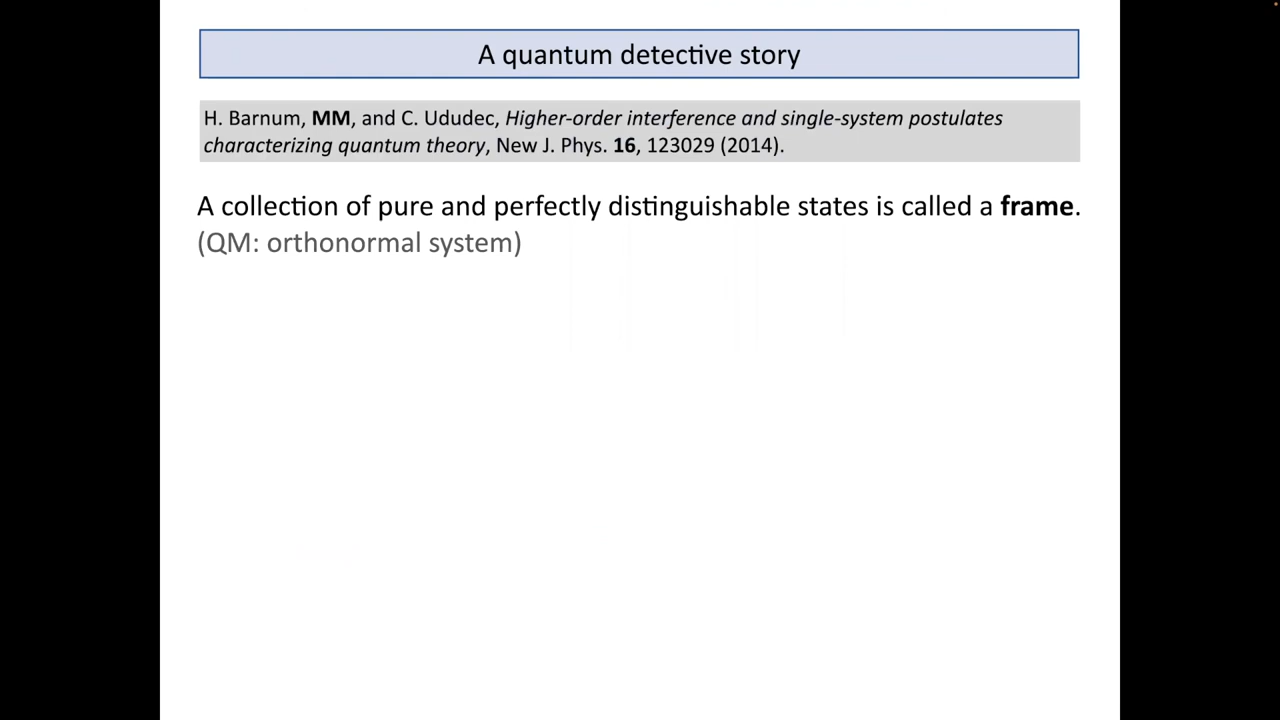 A quantum detective story
H. Barnum, MM, and C. Ududec, Higher-order interference and single-system postulates
characterizing quantum theory, New J. Phys. 16, 123029 (2014).
A collection of pure and perfectly distinguishable states is called a frame.
(QM: orthonormal system)